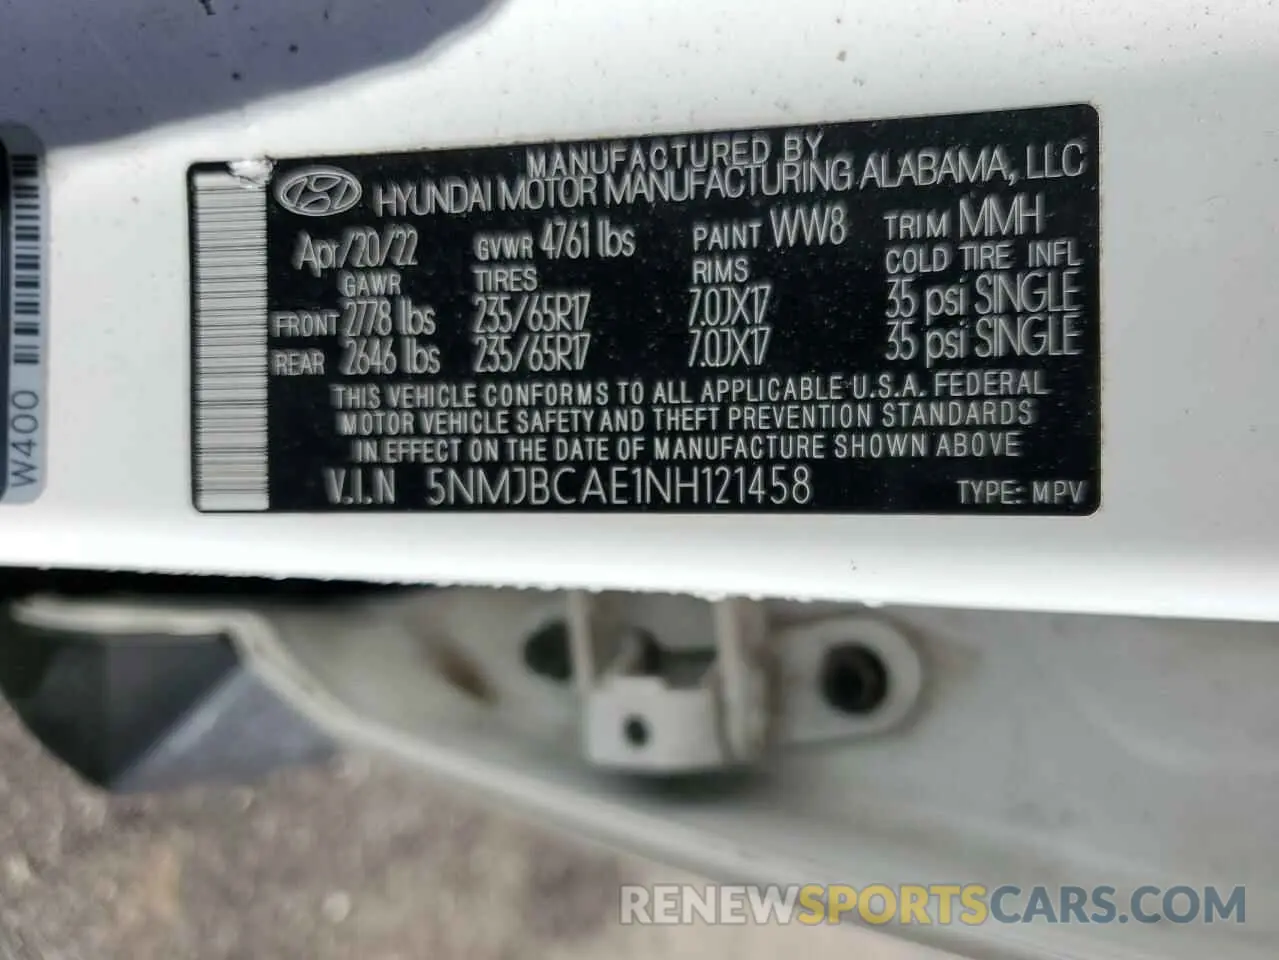 MANUFACTURED BY
HYUNDAI MOTOR MANUFACTURING ALABAMA, LLC
Apr/20/22 GVWR 4761 lbs PAINT WW8 TRIM MMH
GAWR TIRES RIMS COLD TIRE INFL
FRONT 2778 lbs 235/65R17 7.0JX17 35 psi SINGLE
REAR 2646 lbs 235/65R17 7.0JX17 35 psi SINGLE
THIS VEHICLE CONFORMS TO ALL APPLICABLE U.S.A. FEDERAL
MOTOR VEHICLE SAFETY AND THEFT PREVENTION STANDARDS
IN EFFECT ON THE DATE OF MANUFACTURE SHOWN ABOVE
V.I.N 5NMJBCAE1NH121458 TYPE: MPV
W400
RENEWSPORTSCARS.COM